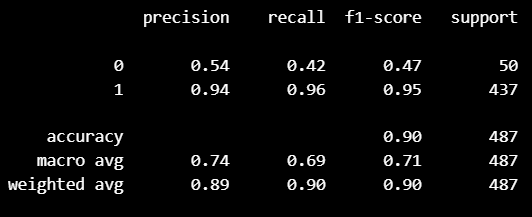 precision recall f1-score support
0 0.54 0.42 0.47 50
1 0.94 0.96 0.95 437
accuracy 0.90 487
macro avg 0.74 0.69 0.71 487
weighted avg 0.89 0.90 0.90 487